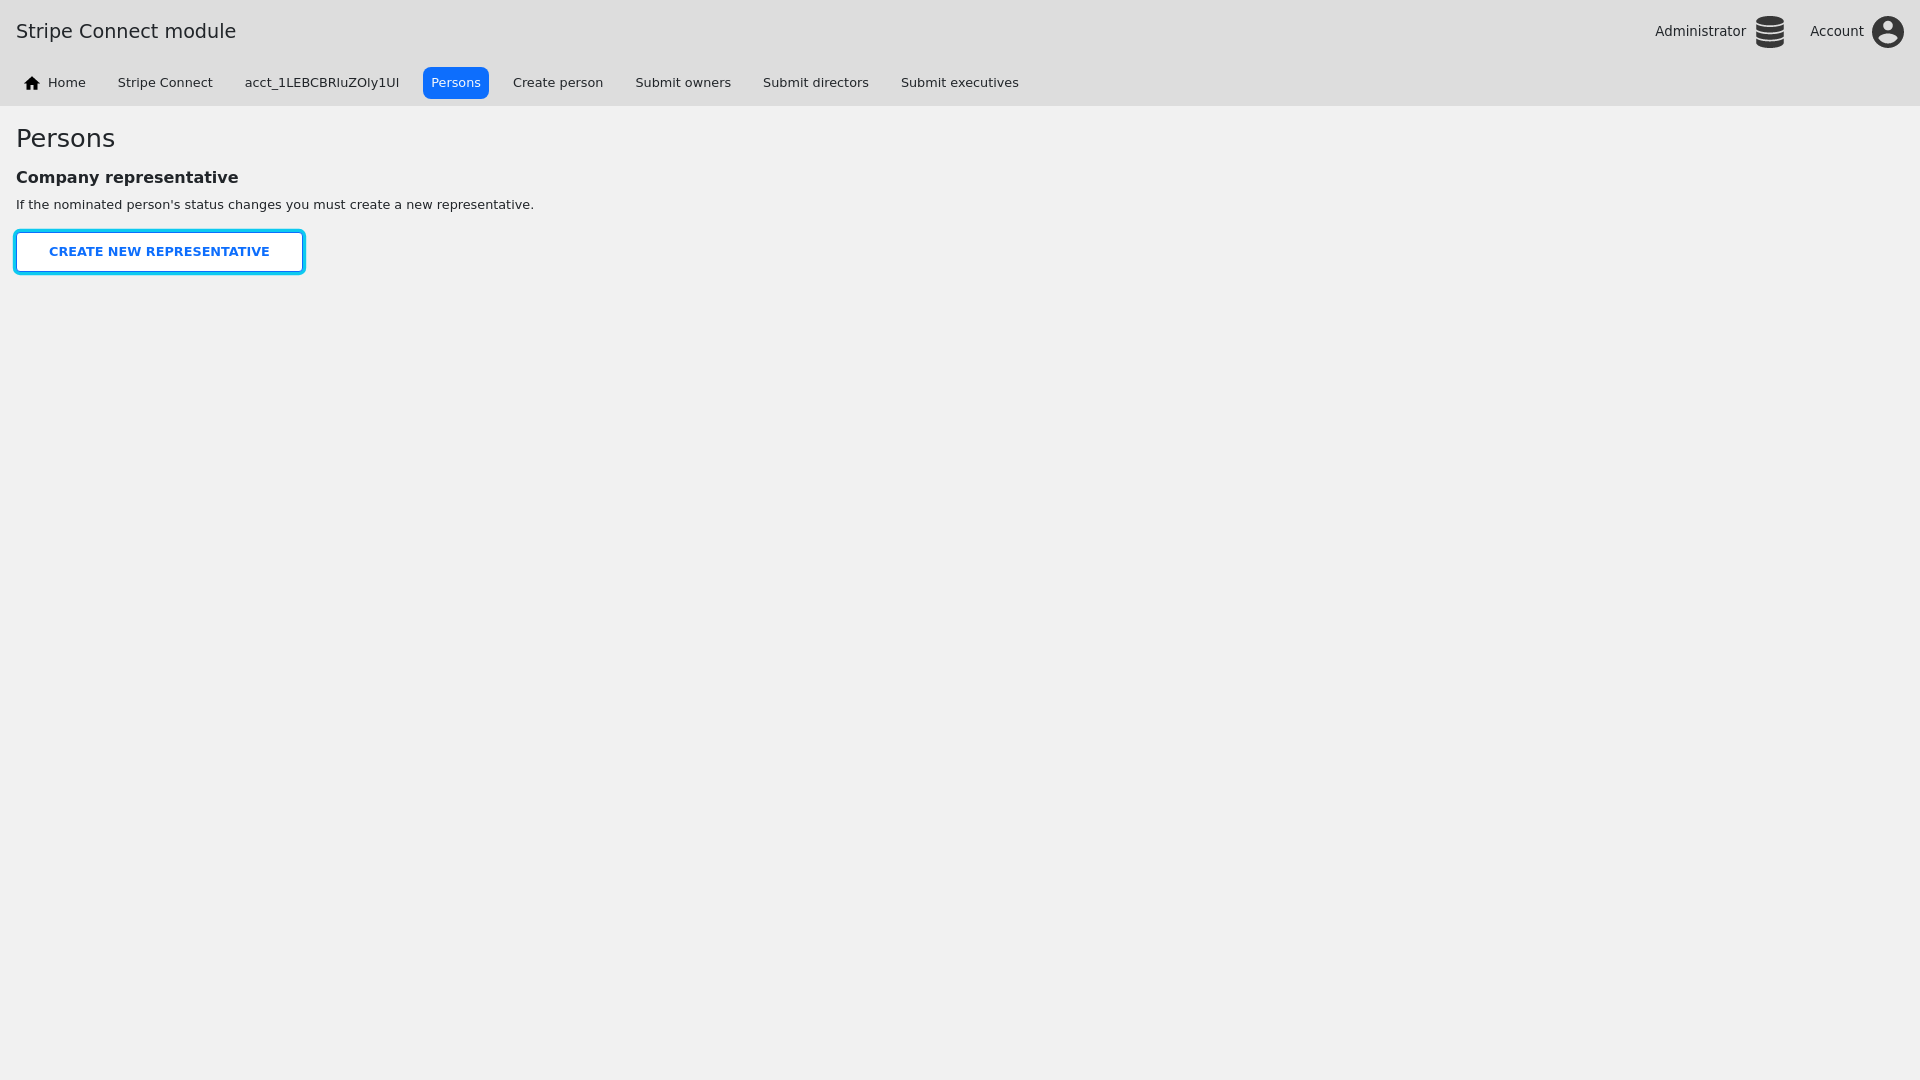 Stripe Connect module
Administrator
Account
Home
Stripe Connect
acct_1LEBCBRluZOly1Ul
Persons
Create person
Submit owners
Submit directors
Submit executives
Persons
Company representative
If the nominated person's status changes you must create a new representative.
CREATE NEW REPRESENTATIVE